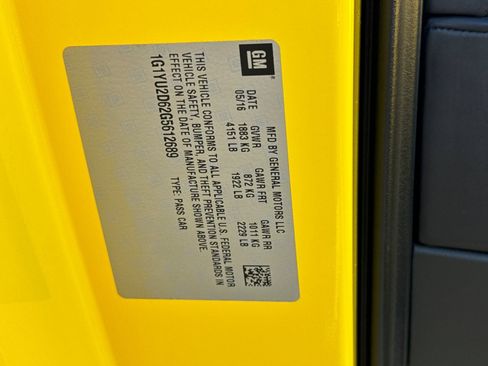 GM
MFD BY GENERAL MOTORS LLC
DATE GVWR GAWR FRT GAWR RR
05/16 1883 KG 872 KG 1011 KG
4151 LB 1922 LB 2229 LB
THIS VEHICLE CONFORMS TO ALL APPLICABLE U.S. FEDERAL MOTOR
VEHICLE SAFETY, BUMPER, AND THEFT PREVENTION STANDARDS IN
EFFECT ON THE DATE OF MANUFACTURE SHOWN ABOVE.
1G1YU2D62G5612689 TYPE: PASS CAR